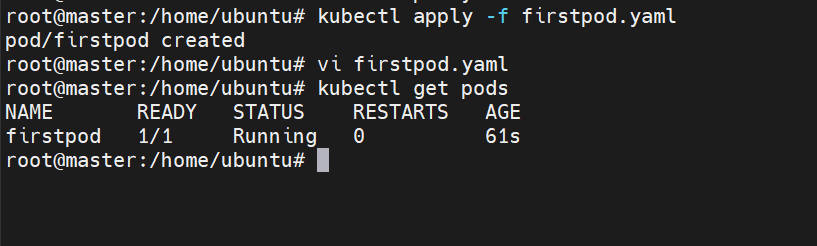 root@master:/home/ubuntu# kubectl apply -f firstpod.yaml
pod/firstpod created
root@master:/home/ubuntu# vi firstpod.yaml
root@master:/home/ubuntu# kubectl get pods
NAME       READY   STATUS    RESTARTS   AGE
firstpod   1/1     Running   0          61s
root@master:/home/ubuntu#